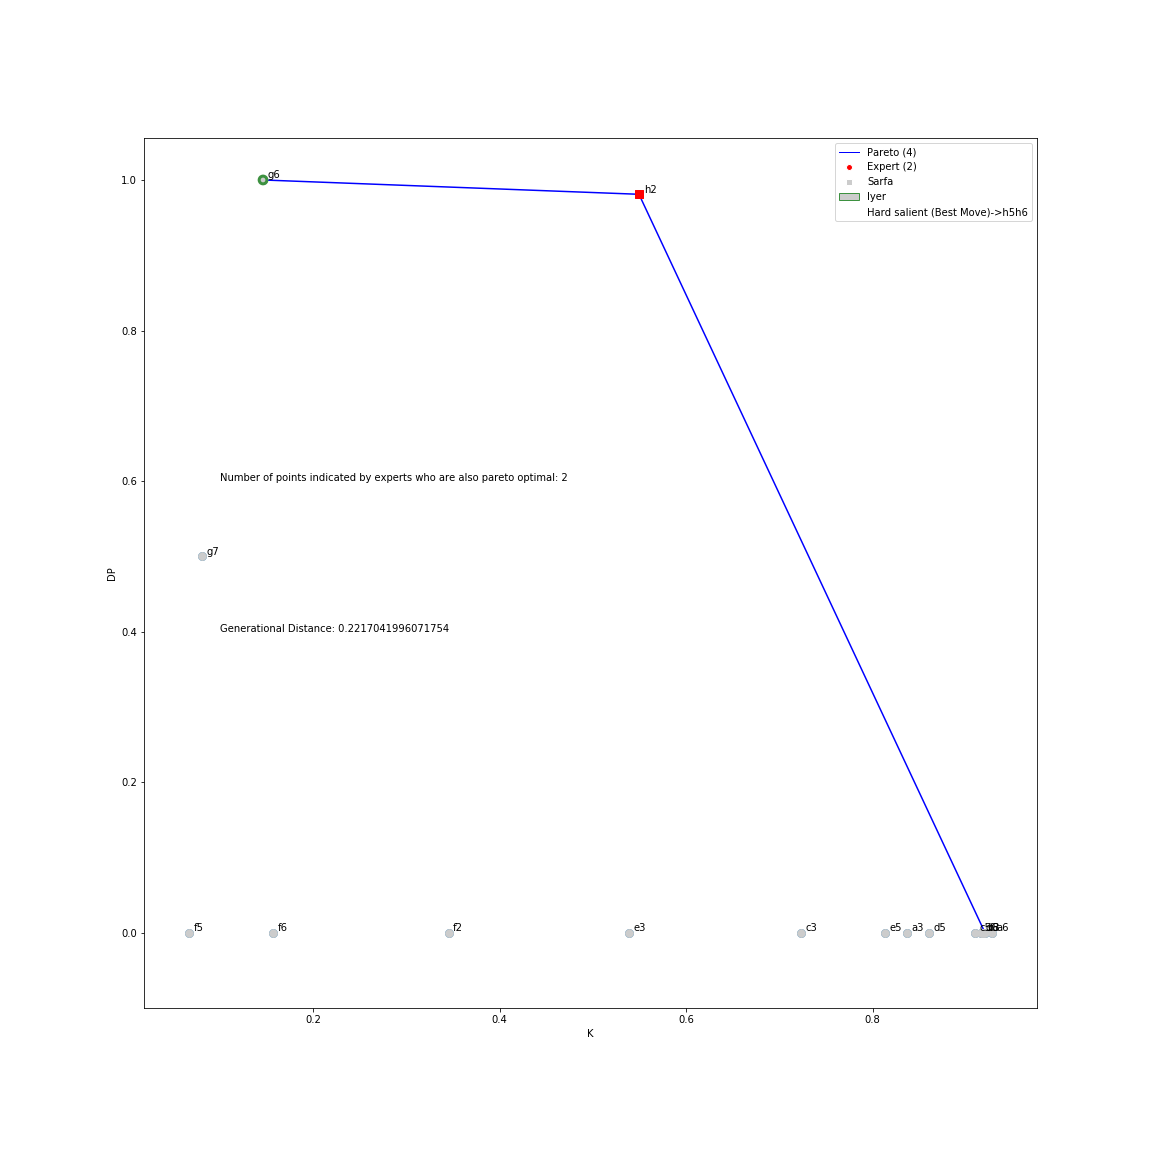 Pareto (4)
Expert (2)
Sarfa
Iyer
Hard salient (Best Move)->h5h6
1.0
g6
h2
0.8
Number of points indicated by experts who are also pareto optimal: 2
0.6
g7
DP
Generational Distance: 0.2217041996071754
0.4
0.2
0.0
f5
f6
f2
e3
c3
e5
a3
d5
0.2
0.4
0.6
0.8
K